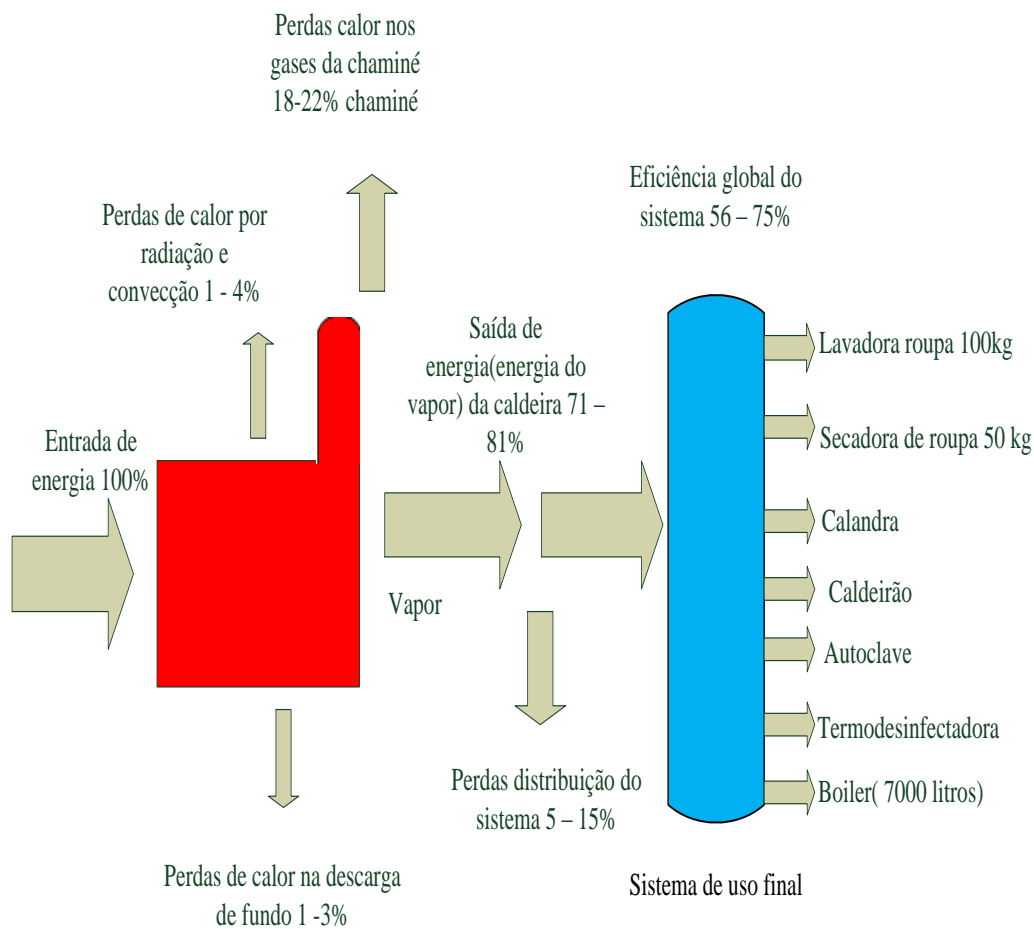 Perdas calor nos
gases da chaminé
18-22% chaminé
Eficiência global do
sistema 56 – 75%
Perdas de calor por
radiação e
convecção 1 - 4%
Saída de
energia(energia do
vapor) da caldeira 71 –
81%
Entrada de
energia 100%
Vapor
Lavadora roupa 100kg
Secadora de roupa 50 kg
Calandra
Caldeirão
Autoclave
Termodesinfectadora
Boiler( 7000 litros)
Perdas distribuição do
sistema 5 – 15%
Perdas de calor na descarga
de fundo 1 -3%
Sistema de uso final